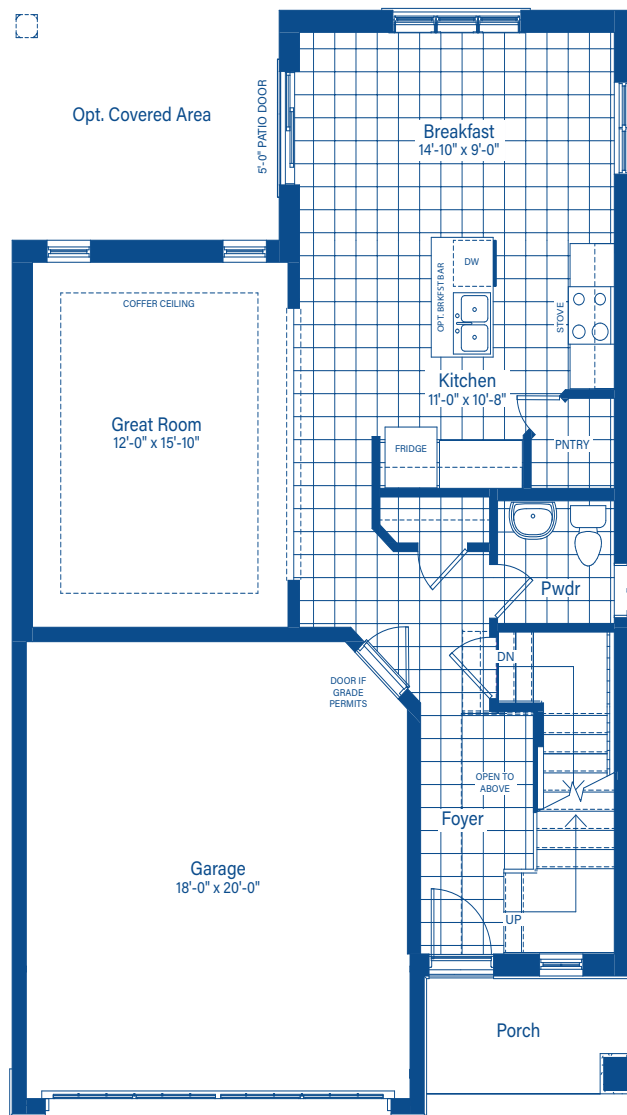 Opt. Covered Area
5'-0" PATIO DOOR
Breakfast
14'-10" x 9'-0"
DW
OPT. BRKFST BAR
STOVE
COFFER CEILING
Kitchen
11'-0" x 10'-8"
Great Room
12'-0" x 15'-10"
FRIDGE
PNTRY
Pwdr
DN
DOOR IF
GRADE
PERMITS
OPEN TO
ABOVE
Foyer
Garage
18'-0" x 20'-0"
UP
Porch